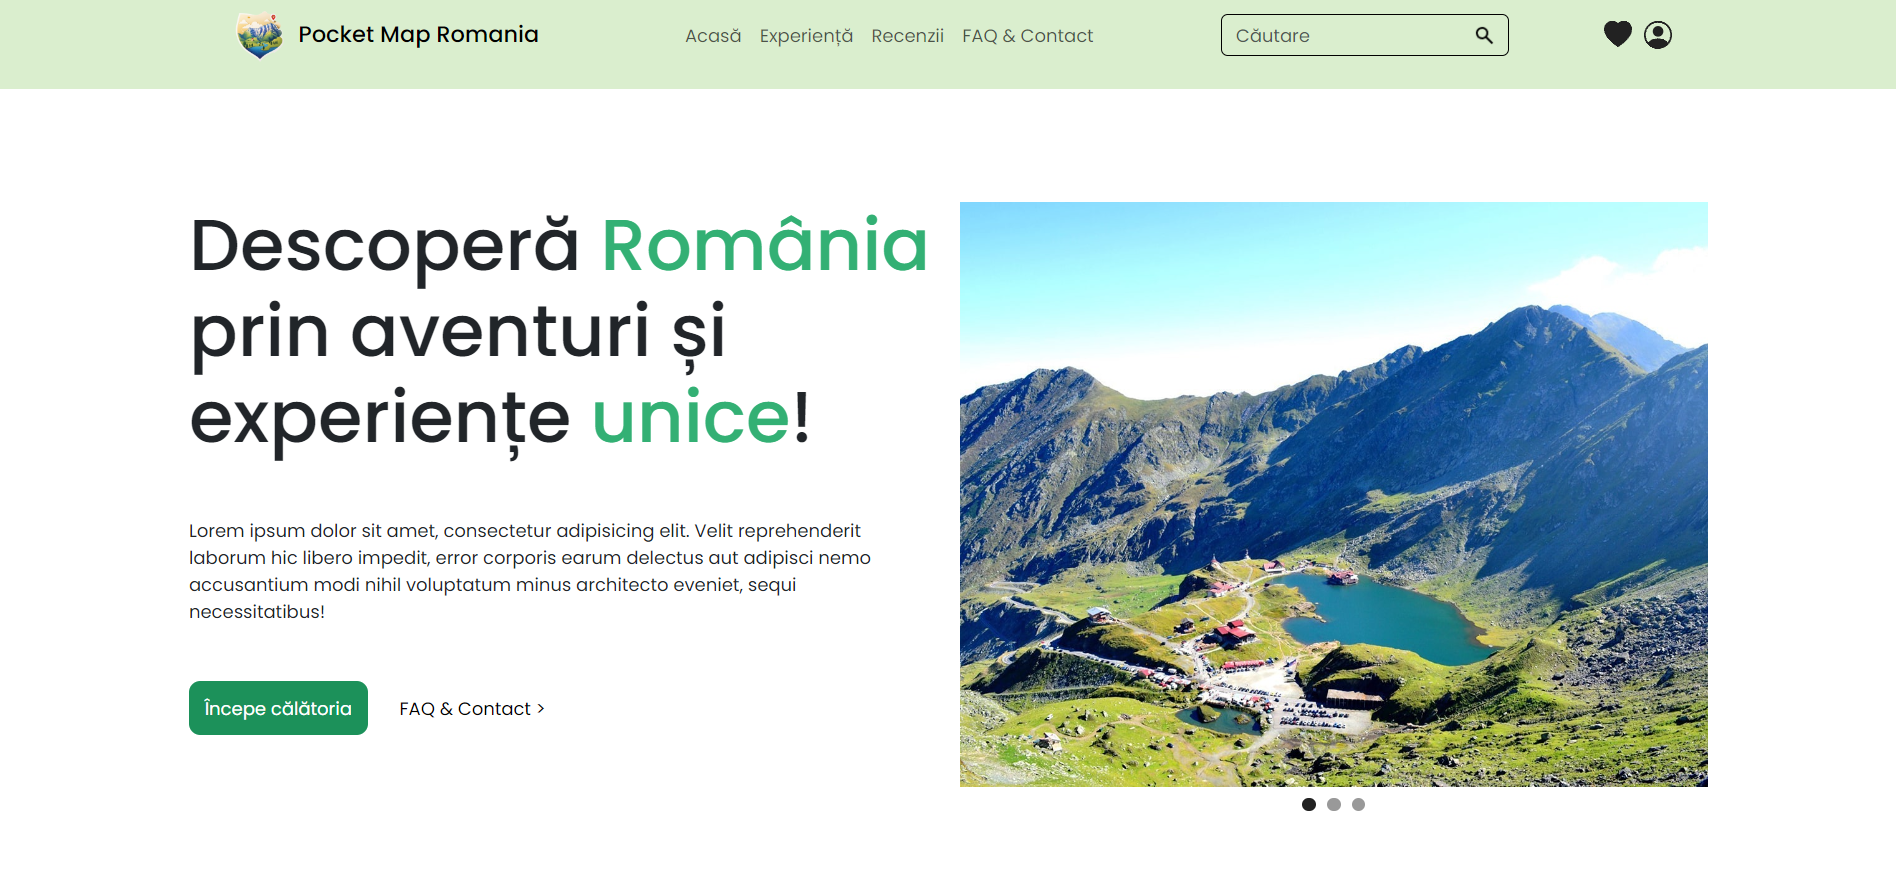 Pocket Map Romania
Acasă Experiență Recenzii FAQ & Contact
Căutare
Descoperă România
prin aventuri și
experiențe unice!
Lorem ipsum dolor sit amet, consectetur adipisicing elit. Velit reprehenderit
laborum hic libero impedit, error corporis earum delectus aut adipisci nemo
accusantium modi nihil voluptatum minus architecto eveniet, sequi
necessitatibus!
Începe călătoria
FAQ & Contact >